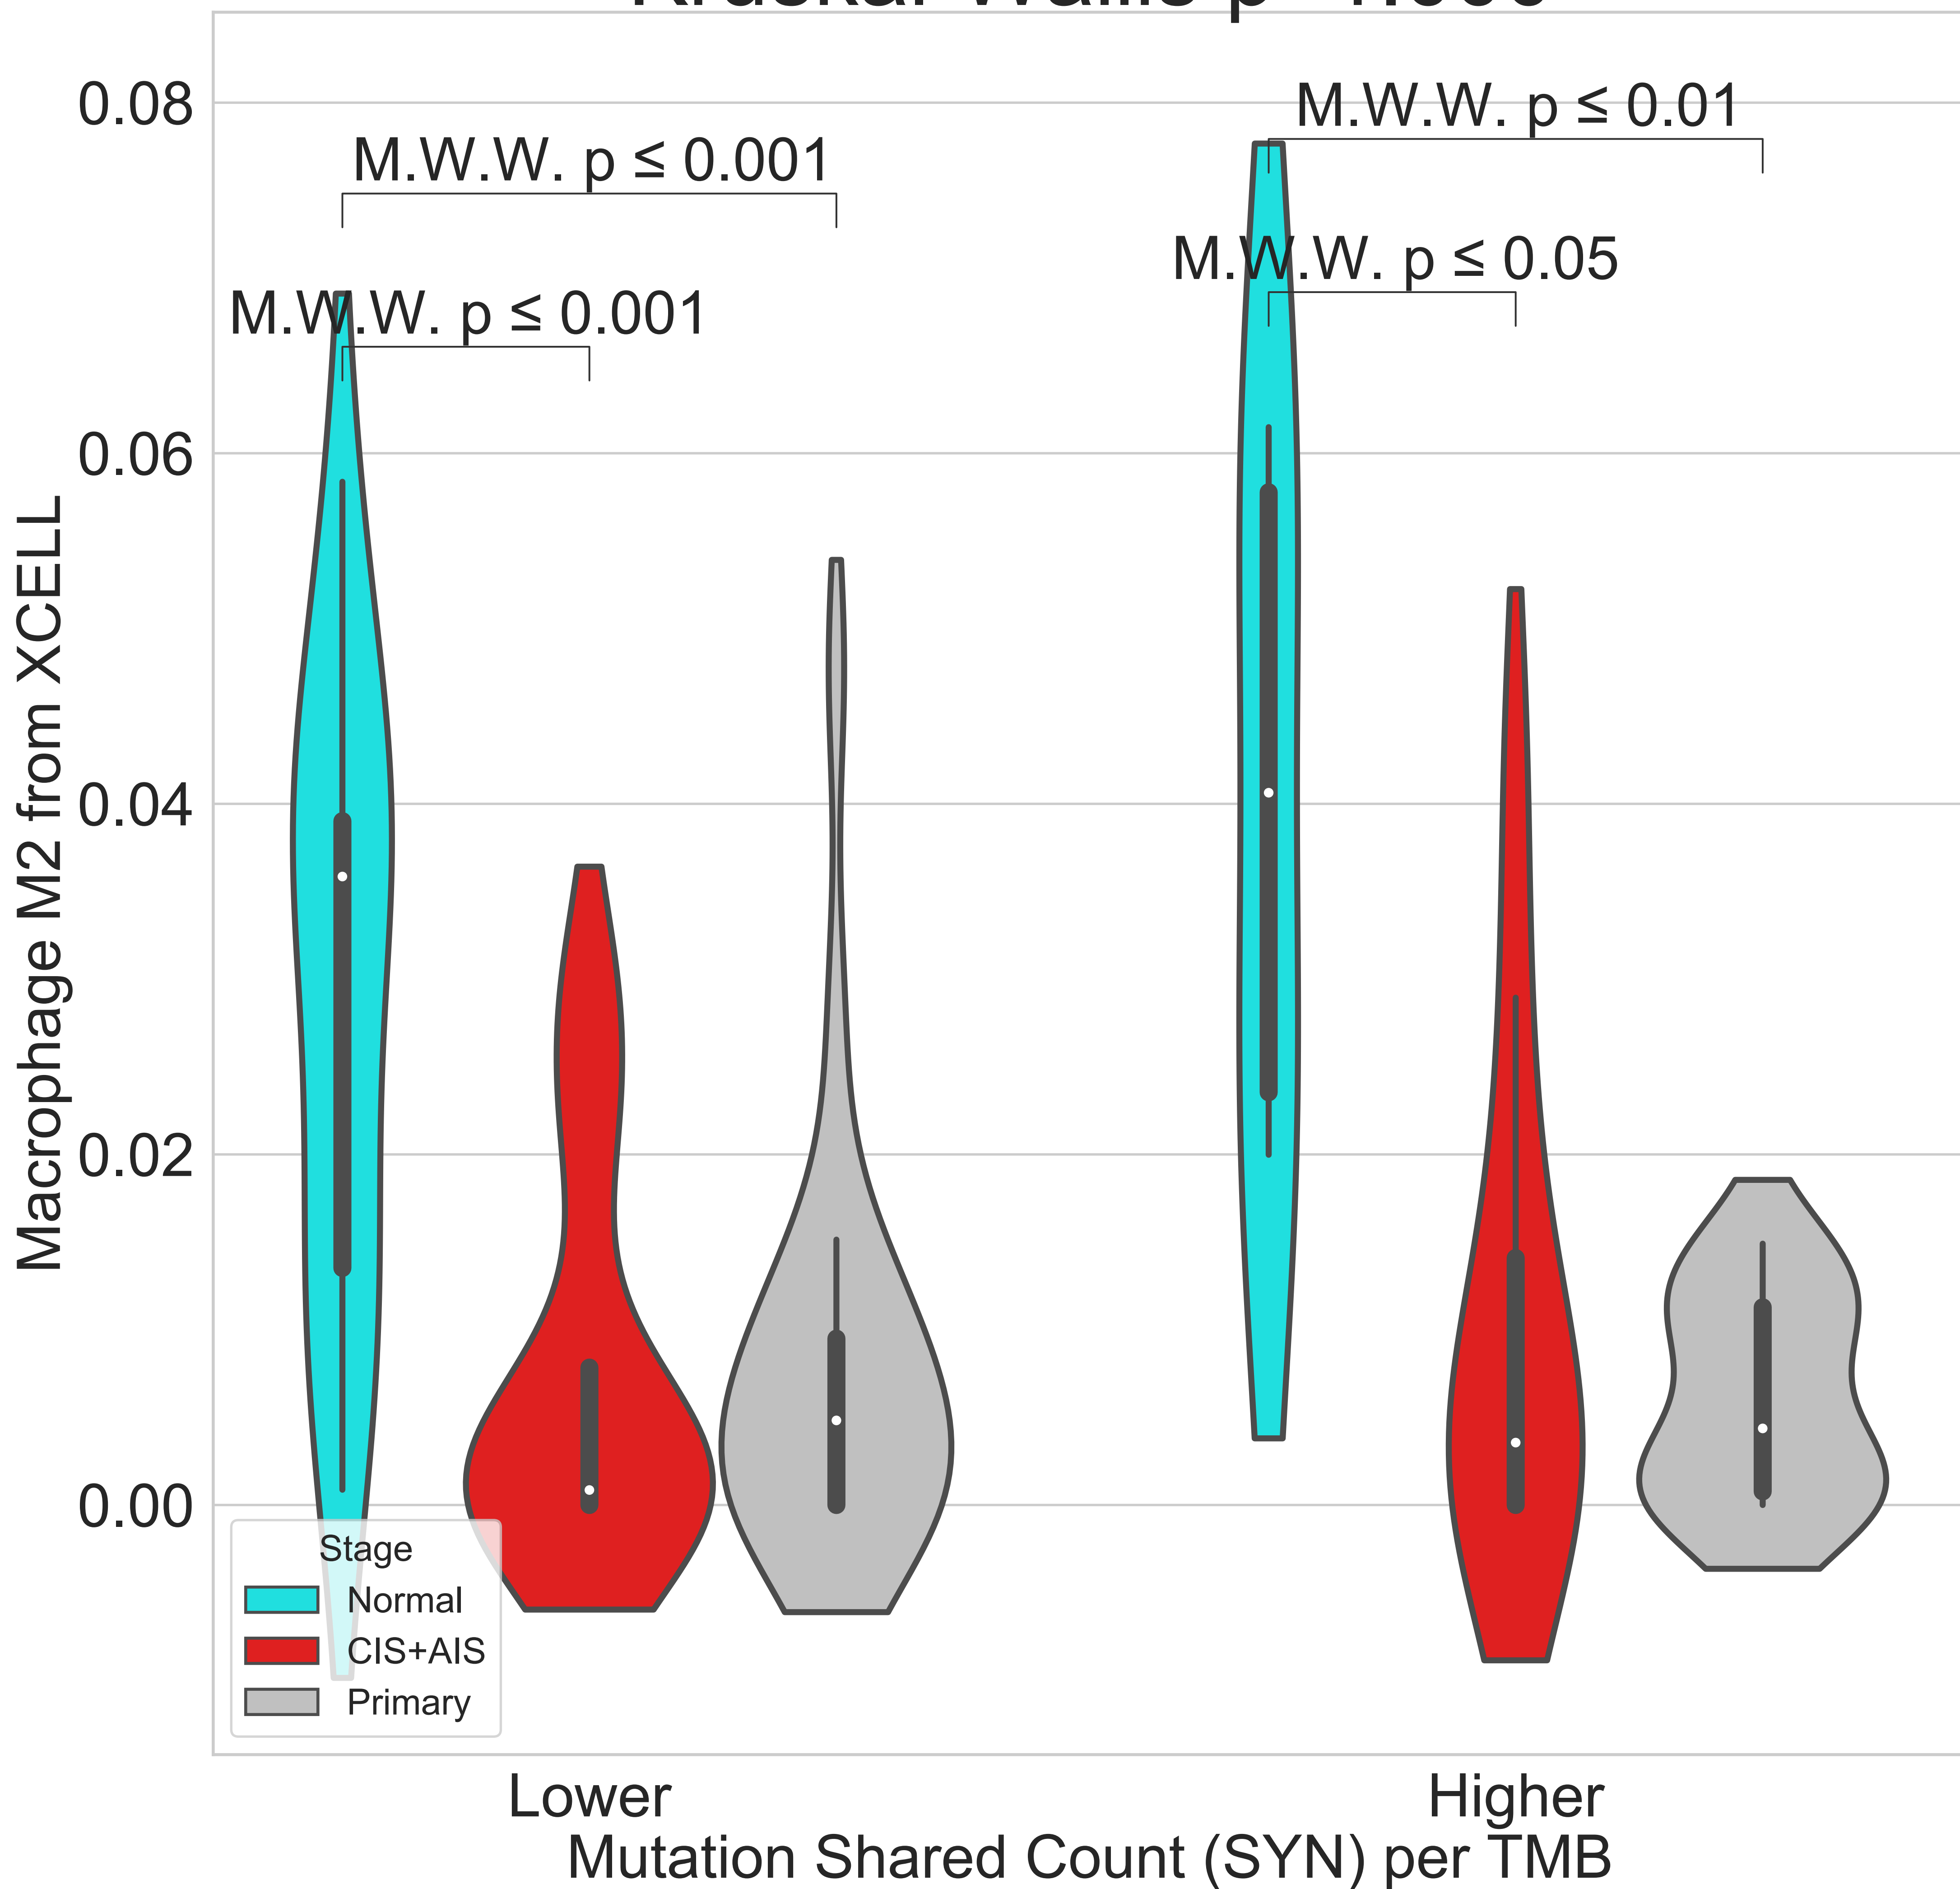 0.08
0.06
0.04
0.02
0.00
Macrophage M2 from XCELL
M.W.W. p ≤ 0.01
M.W.W. p ≤ 0.001
M.W.W. p ≤ 0.05
M.W.W. p ≤ 0.001
Stage
Normal
CIS+AIS
Primary
Lower
Higher
Mutation Shared Count (SYN) per TMB